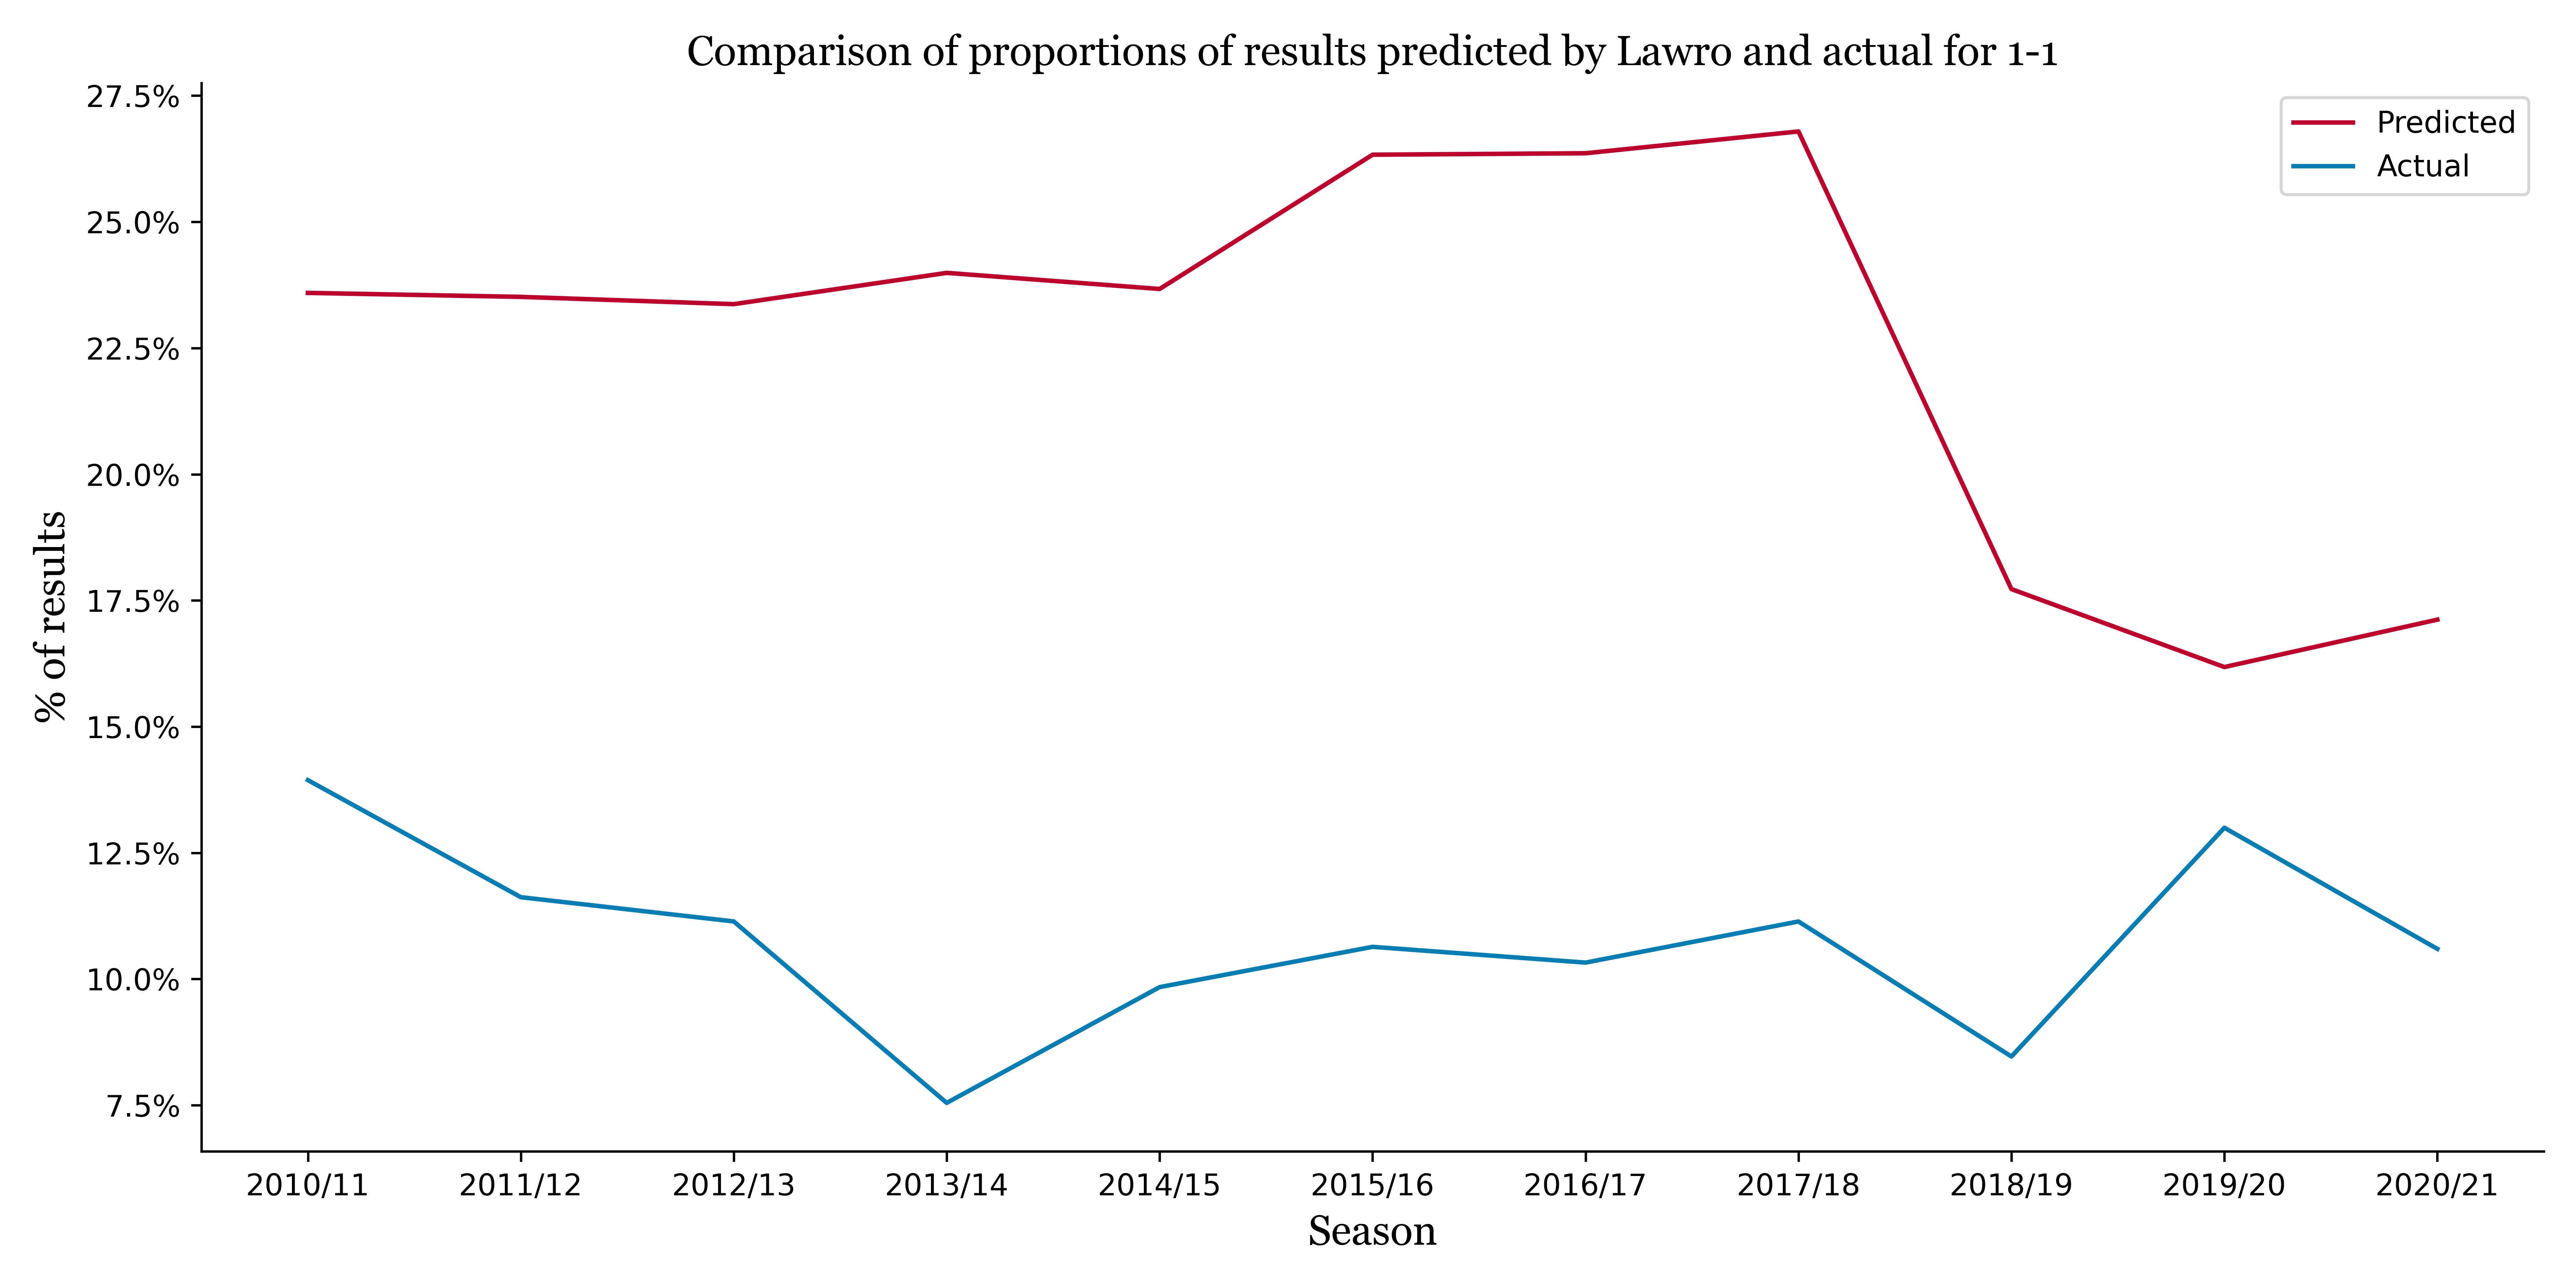 Comparison of proportions of results predicted by Lawro and actual for 1-1
27.5%
25.0%
22.5%
20.0%
17.5%
15.0%
12.5%
10.0%
7.5%
% of results
Predicted
Actual
2010/11 2011/12 2012/13 2013/14 2014/15 2015/16 2016/17 2017/18 2018/19 2019/20 2020/21
Season